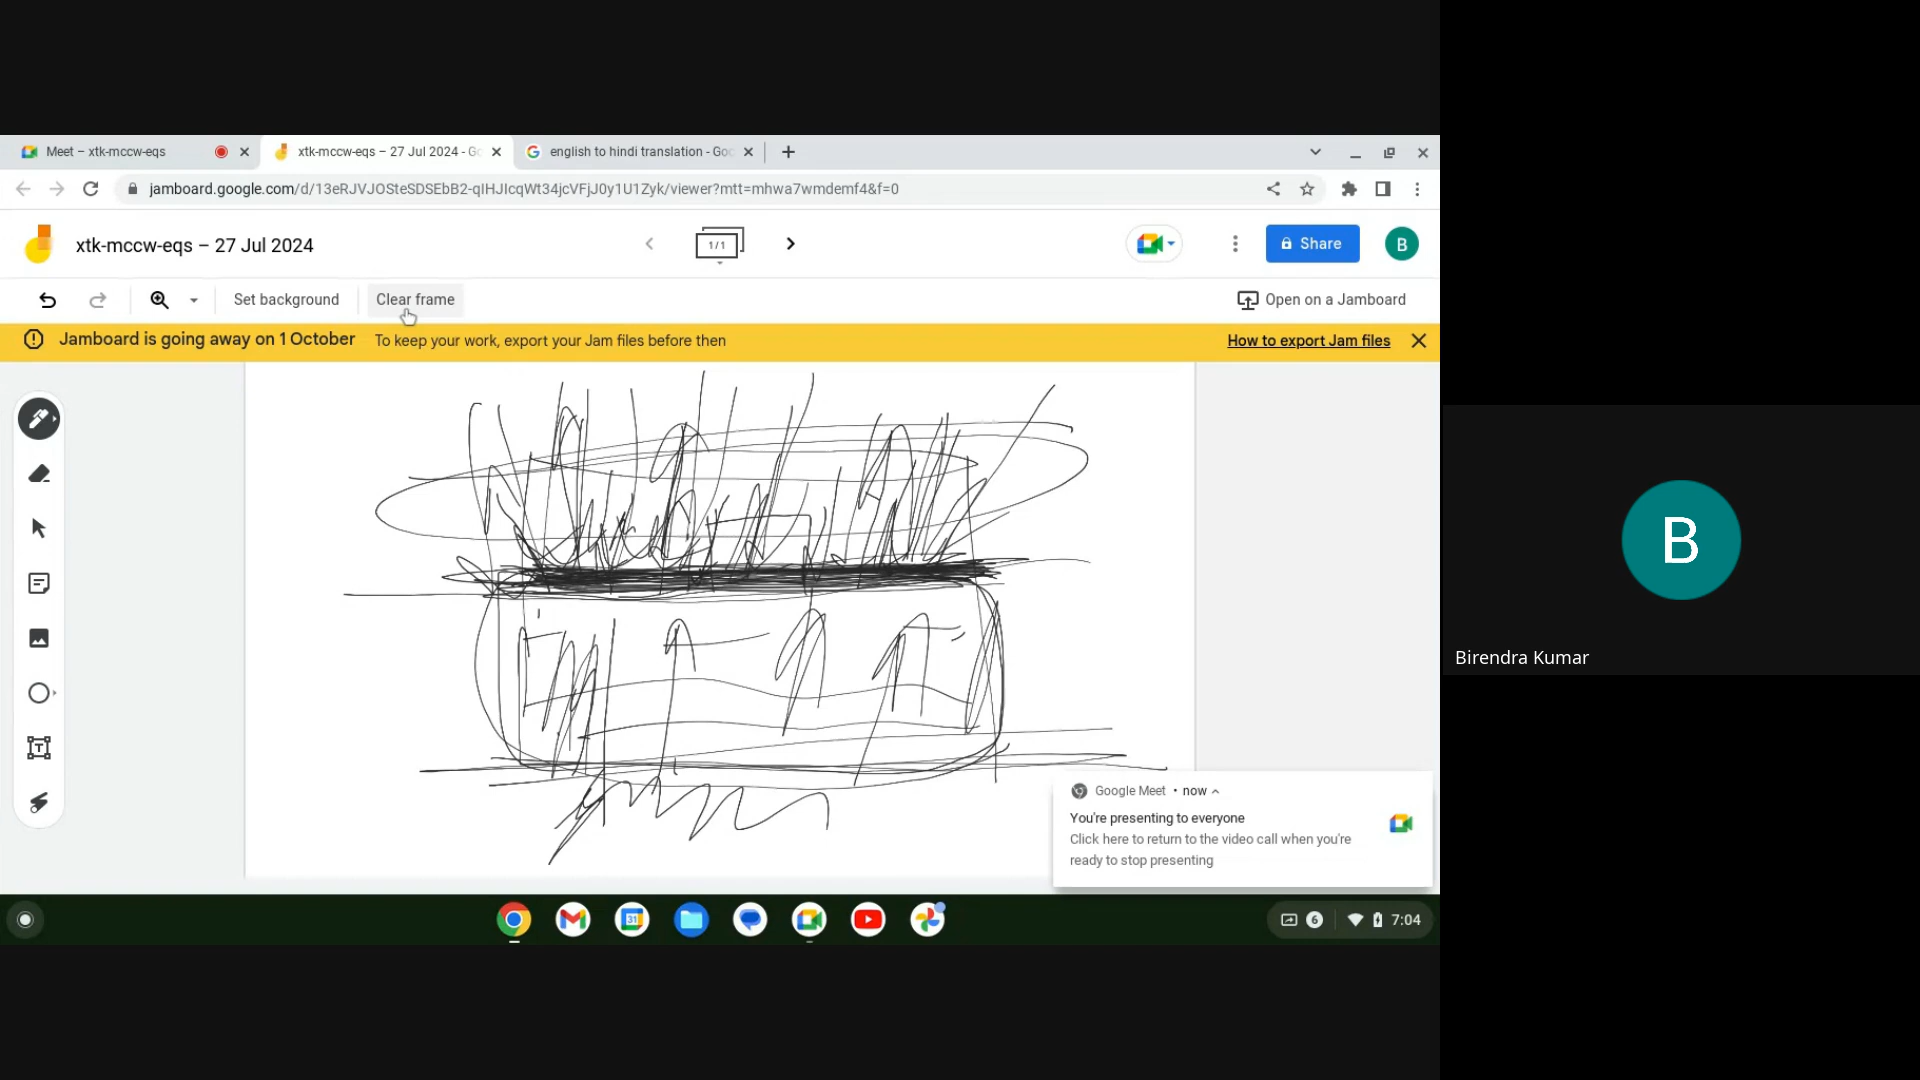 Meet – xtk-mccw-eqs
xtk-mccw-eqs – 27 Jul 2024 - Go
english to hindi translation - Goo
jamboard.google.com/d/13eRJVJOSteSDSEbB2-qIHJIcqWt34jcVFjJ0y1U1Zyk/viewer?mtt=mhwa7wmdemf4&f=0
xtk-mccw-eqs – 27 Jul 2024
1/1
Share
B
Set background
Clear frame
Open on a Jamboard
Jamboard is going away on 1 October
To keep your work, export your Jam files before then
How to export Jam files
B
Birendra Kumar
Google Meet • now
You're presenting to everyone
Click here to return to the video call when you're
ready to stop presenting
31
6
7:04